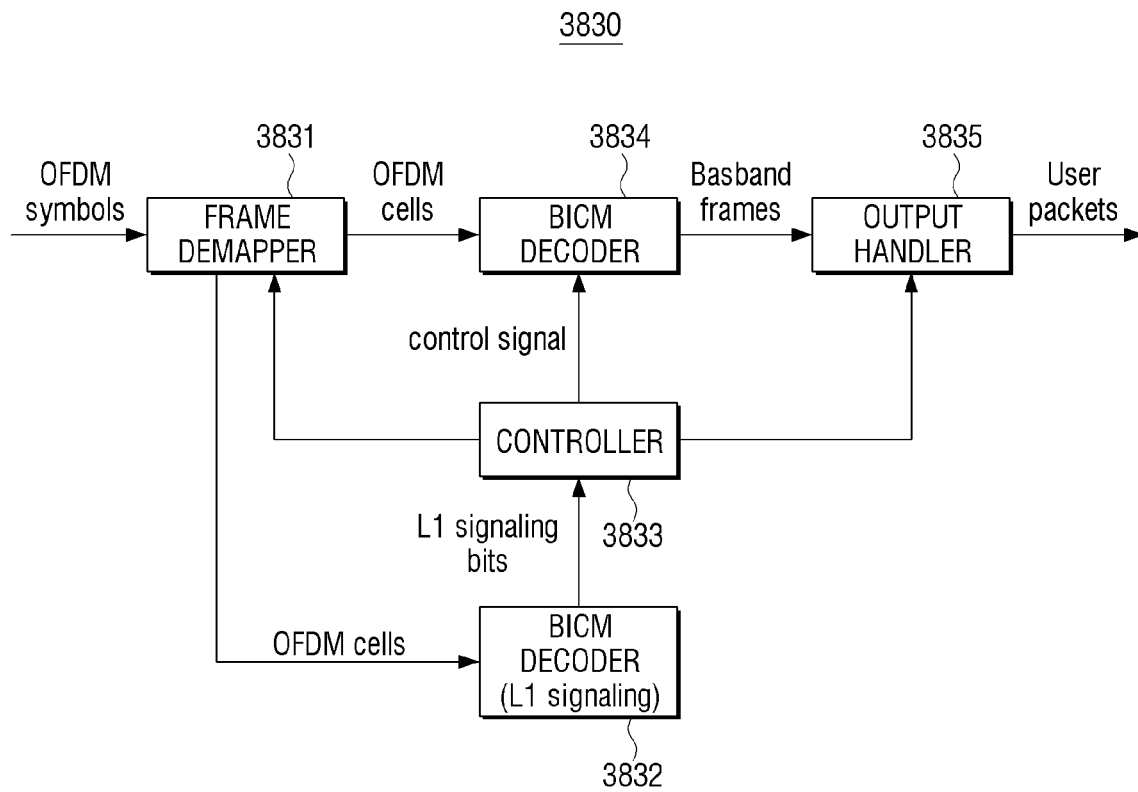 3830
3831
3834
3835
OFDM
symbols
FRAME
DEMAPPER
OFDM
cells
BICM
DECODER
Basband
frames
OUTPUT
HANDLER
User
packets
control signal
CONTROLLER
3833
L1 signaling
bits
OFDM cells
BICM
DECODER
(L1 signaling)
3832